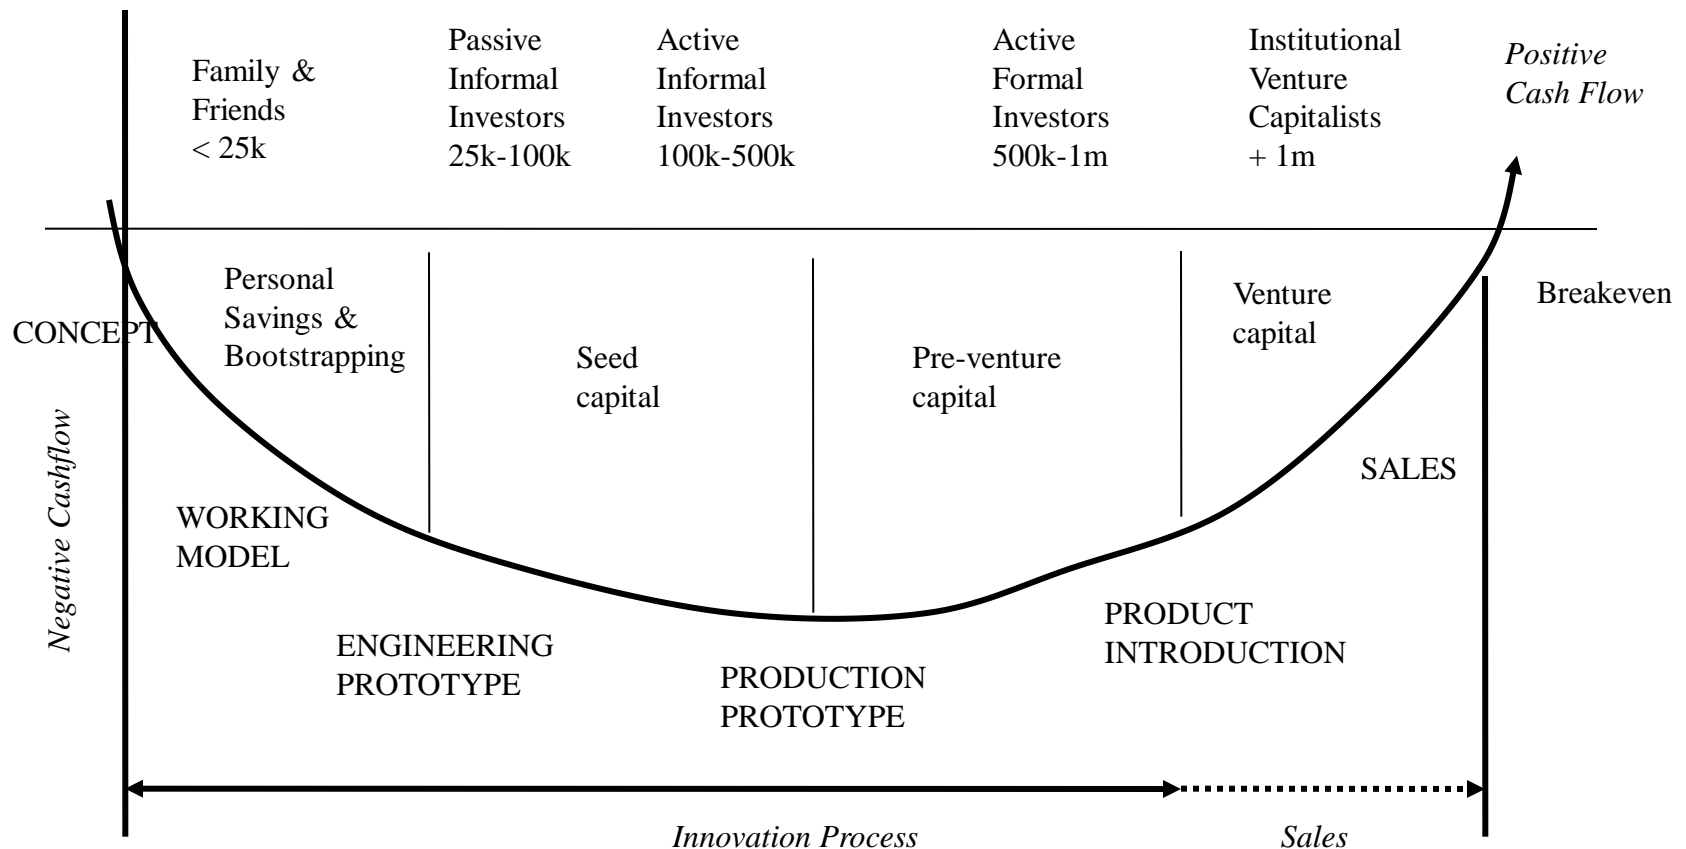 Family &
Friends
< 25k
Passive
Informal
Investors
25k-100k
Active
Informal
Investors
100k-500k
Active
Formal
Investors
500k-1m
Institutional
Venture
Capitalists
+ 1m
Positive
Cash Flow
Personal
Savings &
Bootstrapping
Seed
capital
Pre-venture
capital
Venture
capital
Breakeven
CONCEPT
Negative Cashflow
WORKING
MODEL
ENGINEERING
PROTOTYPE
PRODUCTION
PROTOTYPE
PRODUCT
INTRODUCTION
SALES
Innovation Process
Sales